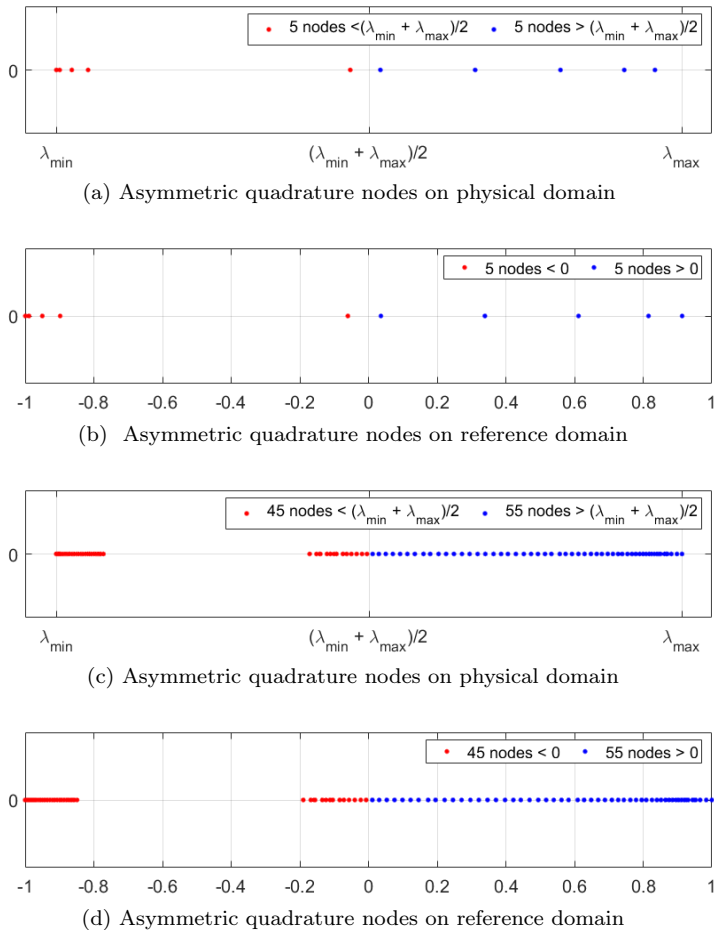 5 nodes <(λmin + λmax)/2 5 nodes > (λmin + λmax)/2
0
λmin (λmin + λmax)/2 λmax
(a) Asymmetric quadrature nodes on physical domain
5 nodes < 0 5 nodes > 0
0
-1 -0.8 -0.6 -0.4 -0.2 0 0.2 0.4 0.6 0.8 1
(b) Asymmetric quadrature nodes on reference domain
45 nodes < (λmin + λmax)/2 55 nodes > (λmin + λmax)/2
0
λmin (λmin + λmax)/2 λmax
(c) Asymmetric quadrature nodes on physical domain
45 nodes < 0 55 nodes > 0
0
-1 -0.8 -0.6 -0.4 -0.2 0 0.2 0.4 0.6 0.8 1
(d) Asymmetric quadrature nodes on reference domain